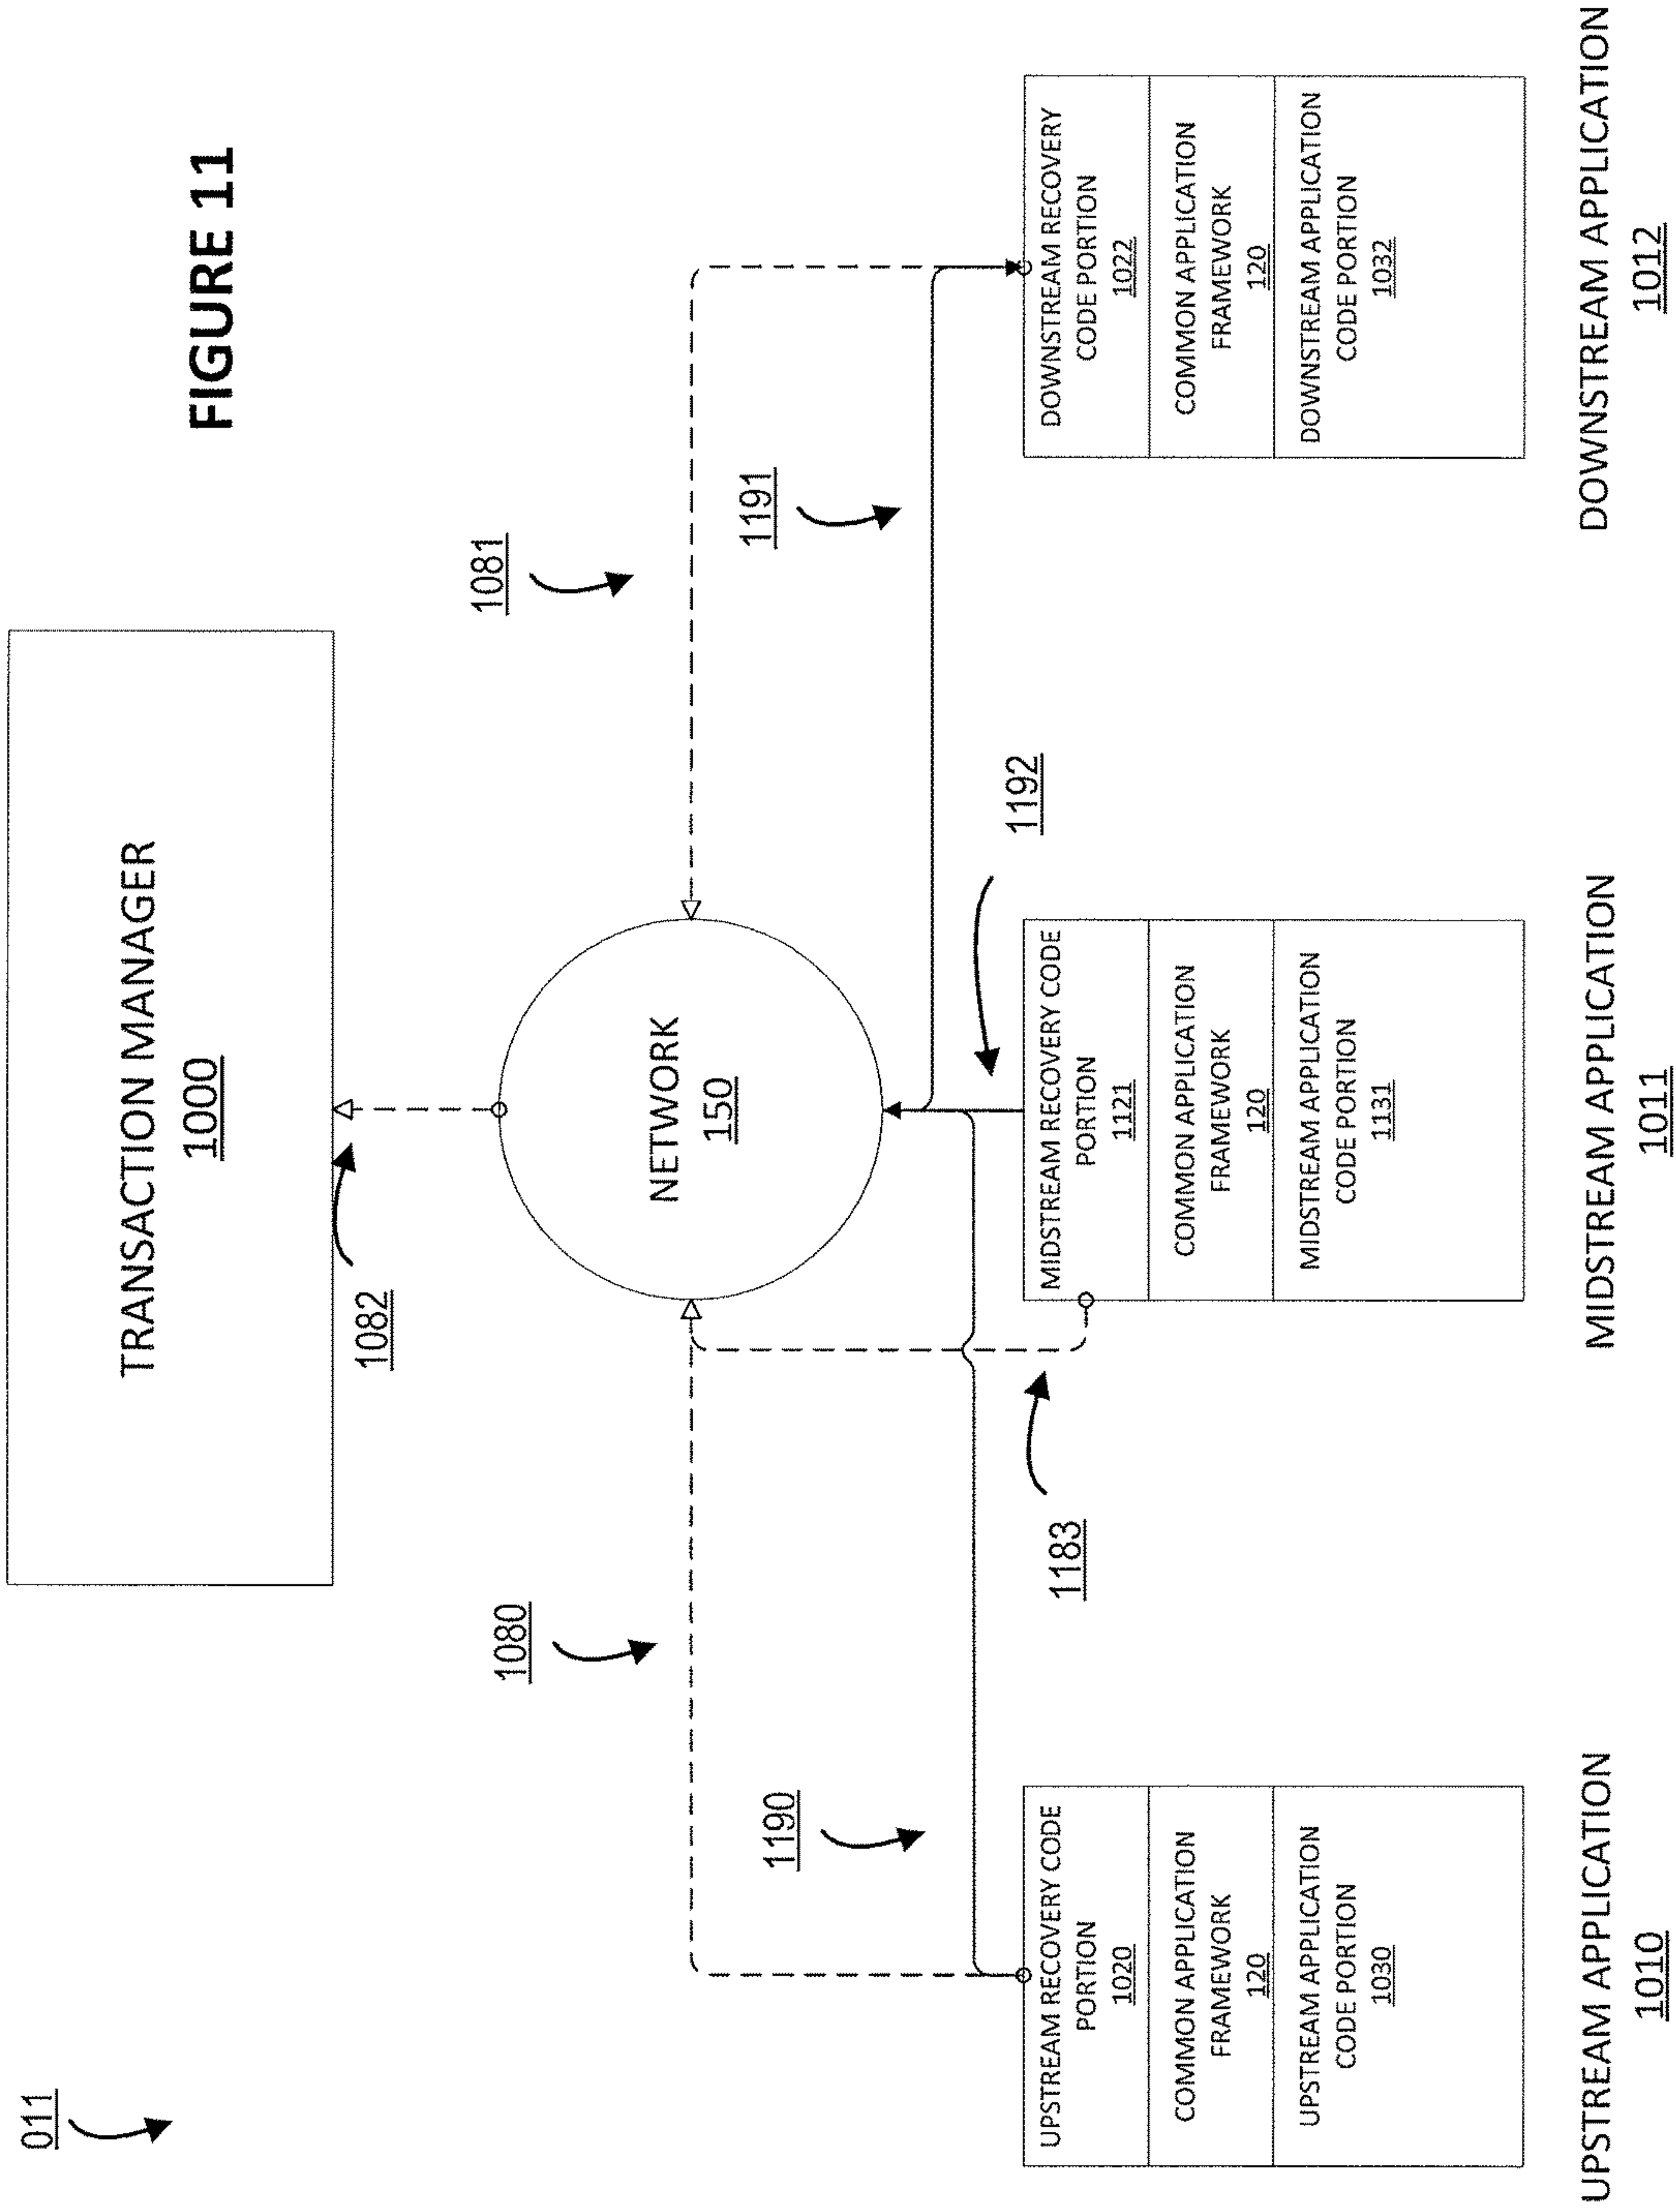 011
FIGURE 11
TRANSACTION MANAGER
1000
1082
1080
1081
NETWORK
150
1190
1191
1183
1192
UPSTREAM RECOVERY CODE
PORTION
1020
COMMON APPLICATION
FRAMEWORK
120
UPSTREAM APPLICATION
CODE PORTION
1030
UPSTREAM APPLICATION
1010
MIDSTREAM RECOVERY CODE
PORTION
1121
COMMON APPLICATION
FRAMEWORK
120
MIDSTREAM APPLICATION
CODE PORTION
1131
MIDSTREAM APPLICATION
1011
DOWNSTREAM RECOVERY
CODE PORTION
1022
COMMON APPLICATION
FRAMEWORK
120
DOWNSTREAM APPLICATION
CODE PORTION
1032
DOWNSTREAM APPLICATION
1012